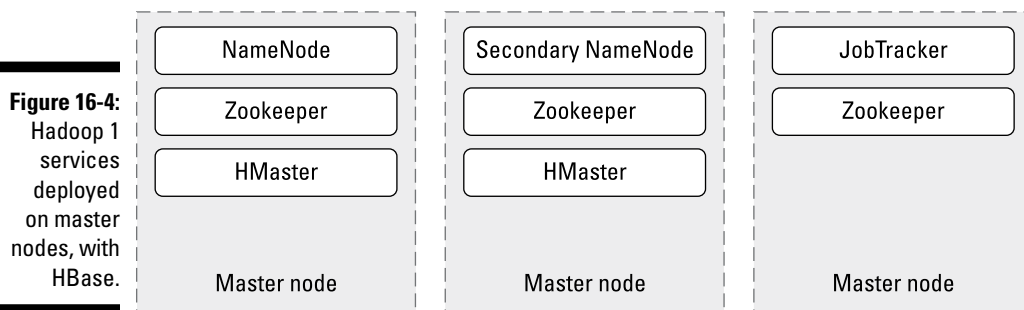 Figure 16-4:
Hadoop 1
services
deployed
on master
nodes, with
HBase.
NameNode
Zookeeper
HMaster
Master node
Secondary NameNode
Zookeeper
HMaster
Master node
JobTracker
Zookeeper
Master node